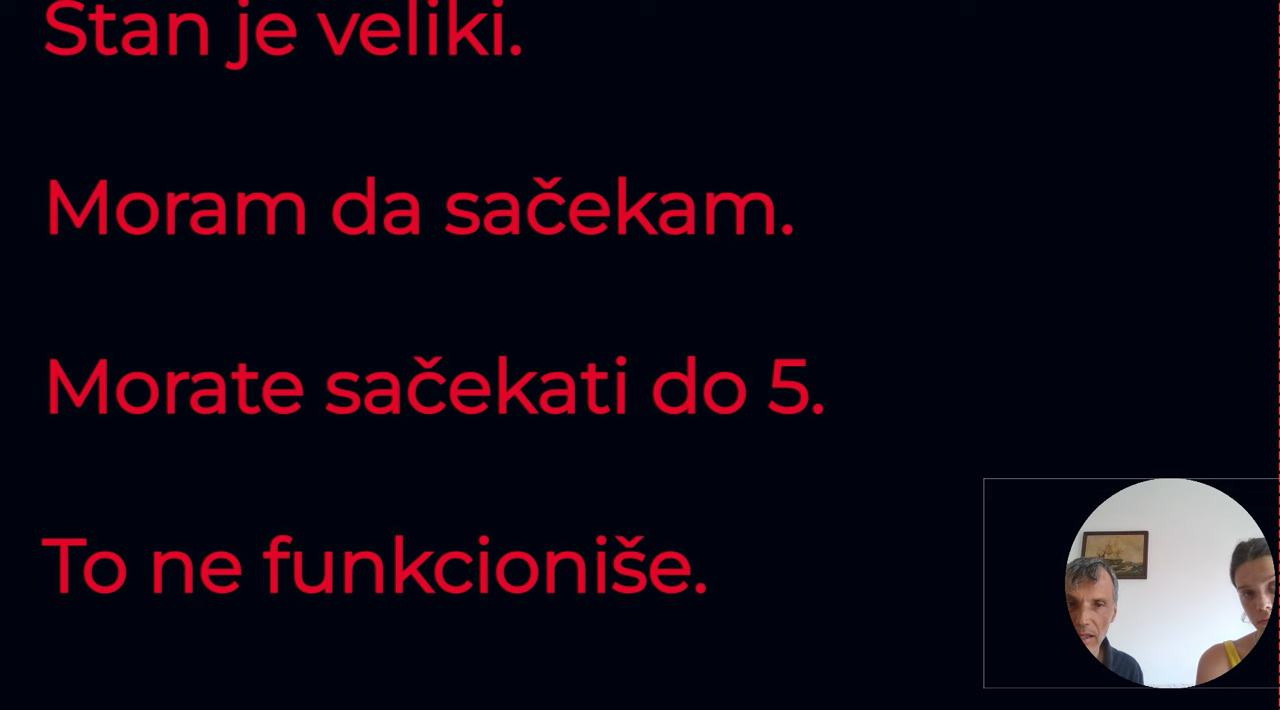 Stan je veliki.
Moram da sačekam.
Morate sačekati do 5.
To ne funkcioniše.